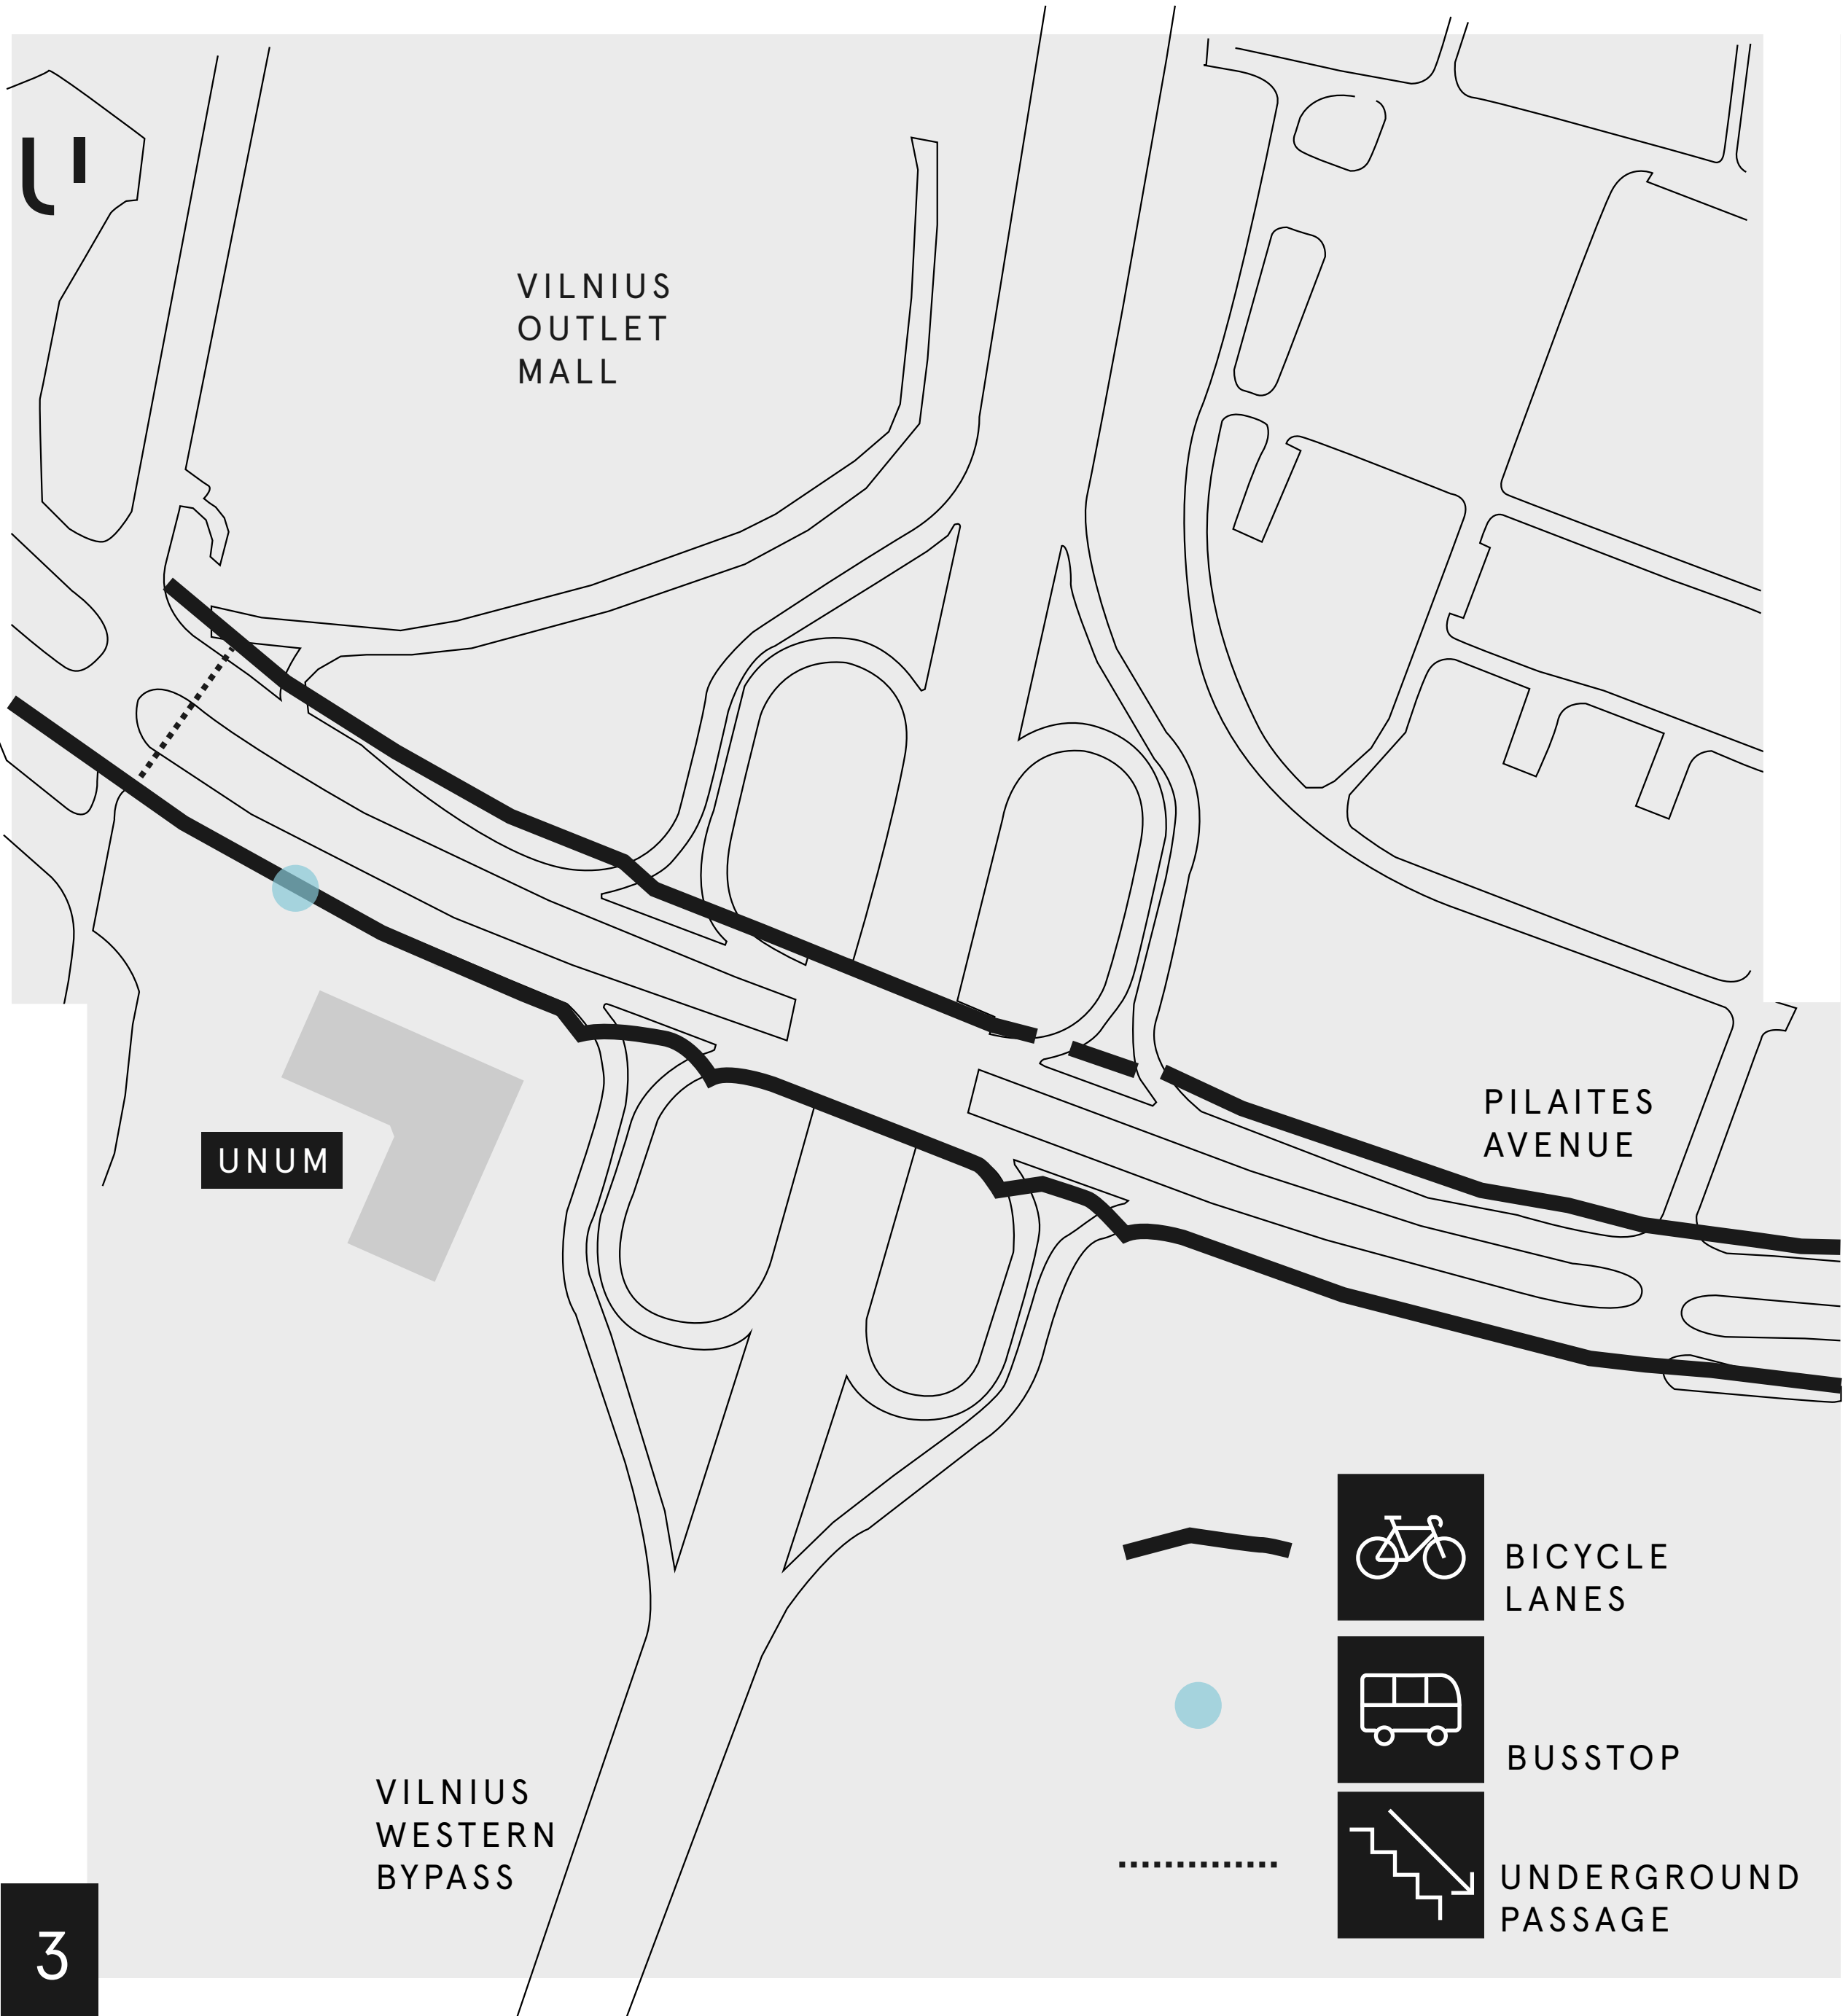 VILNIUS
OUTLET
MALL
PILAITES
AVENUE
UNUM
BICYCLE
LANES
BUSSTOP
VILNIUS
WESTERN
BYPASS
UNDERGROUND
PASSAGE
3